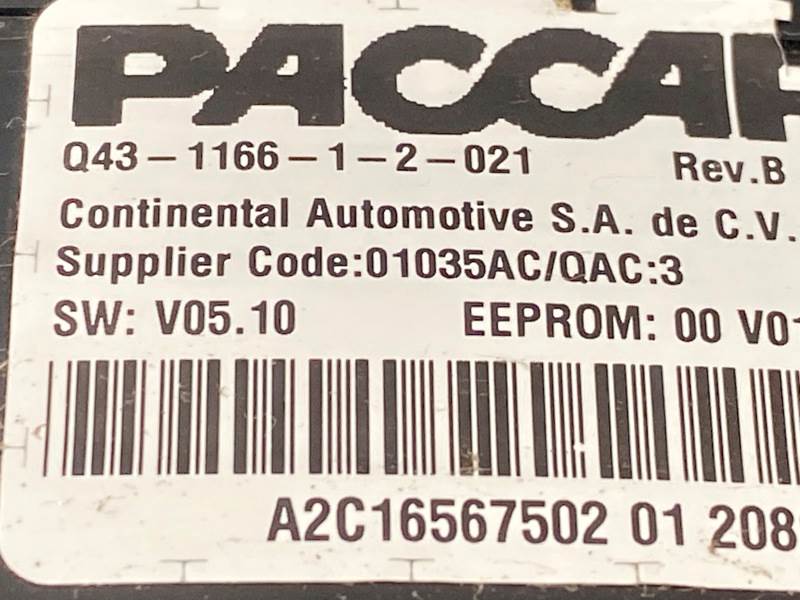 PACCAR
Q43-1166-1-2-021 Rev.B
Continental Automotive S.A. de C.V.
Supplier Code:01035AC/QAC:3
SW: V05.10 EEPROM: 00 V01
A2C16567502 01 208